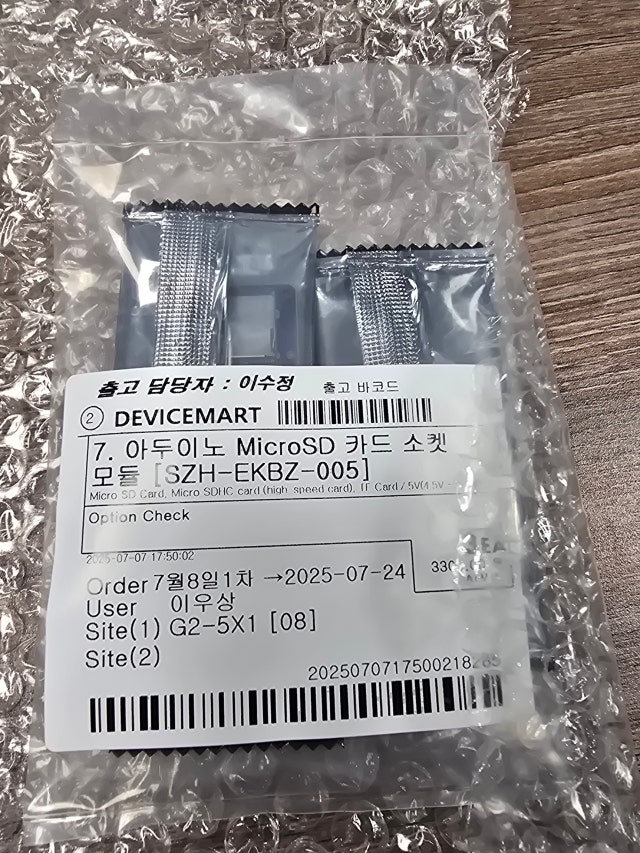 출고 담당자 : 이수정 출고 바코드
② DEVICEMART
7. 아두이노 MicroSD 카드 소켓
모듈 [SZH-EKBZ-005]
Micro SD Card, Micro SDHC card (high-speed card), TF Card / 5V(4.5V
Option Check
2025-07-07 17:50:02
Order 7월8일1차 →2025-07-24
User 이우상
Site(1) G2-5X1 [08]
Site(2)